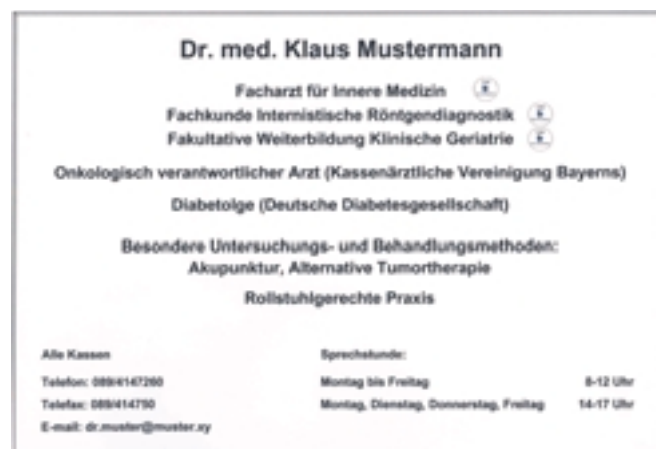 Dr. med. Klaus Mustermann
Facharzt für Innere Medizin
Fachkunde Internistische Röntgendiagnostik
Fakultative Weiterbildung Klinische Geriatrie
Onkologisch verantwortlicher Arzt (Kassenärztliche Vereinigung Bayerns)
Diabetolge (Deutsche Diabetesgesellschaft)
Besondere Untersuchungs- und Behandlungsmethoden:
Akupunktur, Alternative Tumortherapie
Rollstuhlgerechte Praxis
Alle Kassen
Telefon: 089/4147260
Telefax: 089/414750
E-mail: dr.muster@muster.xy
Sprechstunde:
Montag bis Freitag 8-12 Uhr
Montag, Dienstag, Donnerstag, Freitag 14-17 Uhr